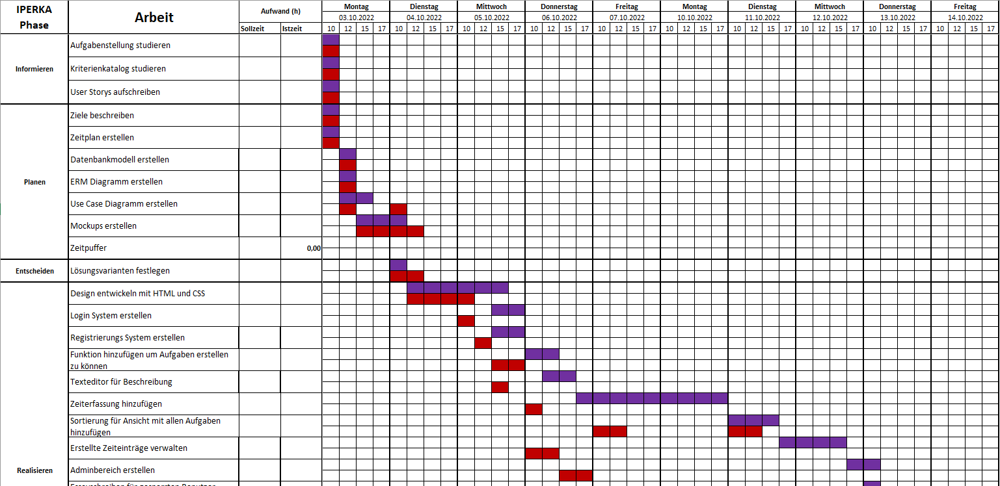 IPERKA
Phase
Arbeit
Aufwand (h)
Sollzeit Istzeit
Montag Dienstag Mittwoch Donnerstag Freitag Montag Dienstag Mittwoch Donnerstag Freitag
03.10.2022 04.10.2022 05.10.2022 06.10.2022 07.10.2022 10.10.2022 11.10.2022 12.10.2022 13.10.2022 14.10.2022
10 12 15 17 10 12 15 17 10 12 15 17 10 12 15 17 10 12 15 17 10 12 15 17 10 12 15 17 10 12 15 17 10 12 15 17 10 12 15 17
Informieren
Aufgabenstellung studieren
Kriterienkatalog studieren
User Storys aufschreiben
Planen
Ziele beschreiben
Zeitplan erstellen
Datenbankmodell erstellen
ERM Diagramm erstellen
Use Case Diagramm erstellen
Mockups erstellen
Zeitpuffer 0,00
Entscheiden
Lösungsvarianten festlegen
Realisieren
Design entwickeln mit HTML und CSS
Login System erstellen
Registrierungs System erstellen
Funktion hinzufügen um Aufgaben erstellen
zu können
Texteditor für Beschreibung
Zeiterfassung hinzufügen
Sortierung für Ansicht mit allen Aufgaben
hinzufügen
Erstellte Zeiteinträge verwalten
Adminbereich erstellen